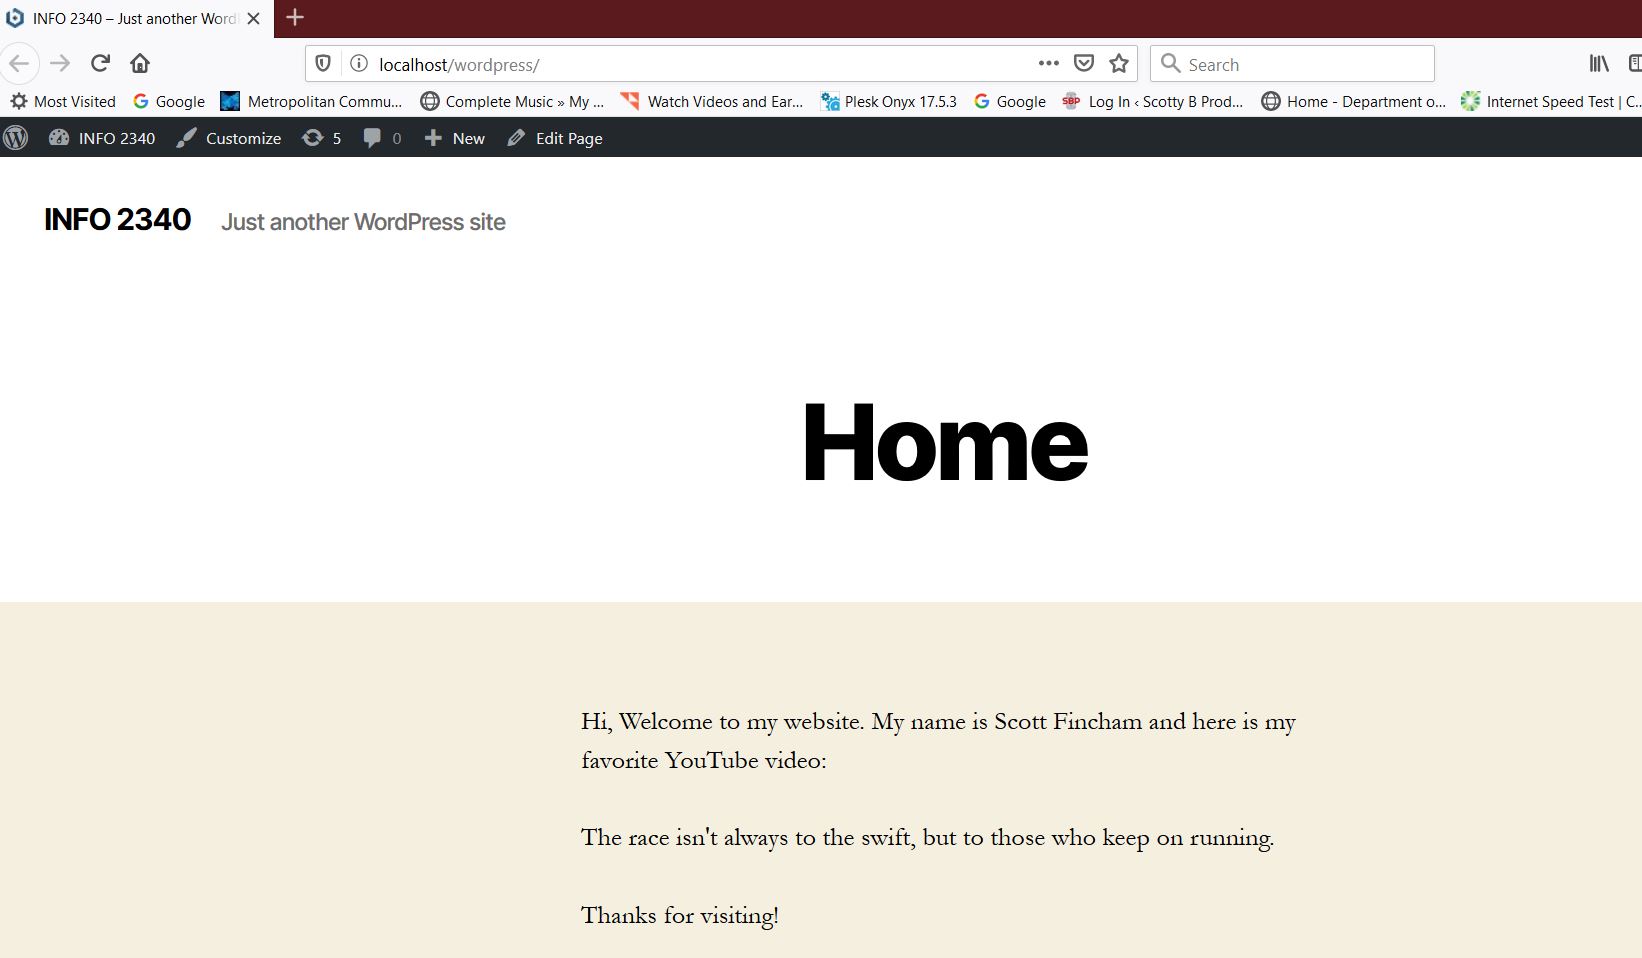 INFO 2340 – Just another Word
localhost/wordpress/
Search
Most Visited Google Metropolitan Commu... Complete Music » My ... Watch Videos and Ear... Plesk Onyx 17.5.3 Google SBP Log In ‹ Scotty B Prod... Home - Department o... Internet Speed Test | C...
INFO 2340 Customize 5 0 New Edit Page
INFO 2340 Just another WordPress site
Home
Hi, Welcome to my website. My name is Scott Fincham and here is my
favorite YouTube video:
The race isn't always to the swift, but to those who keep on running.
Thanks for visiting!